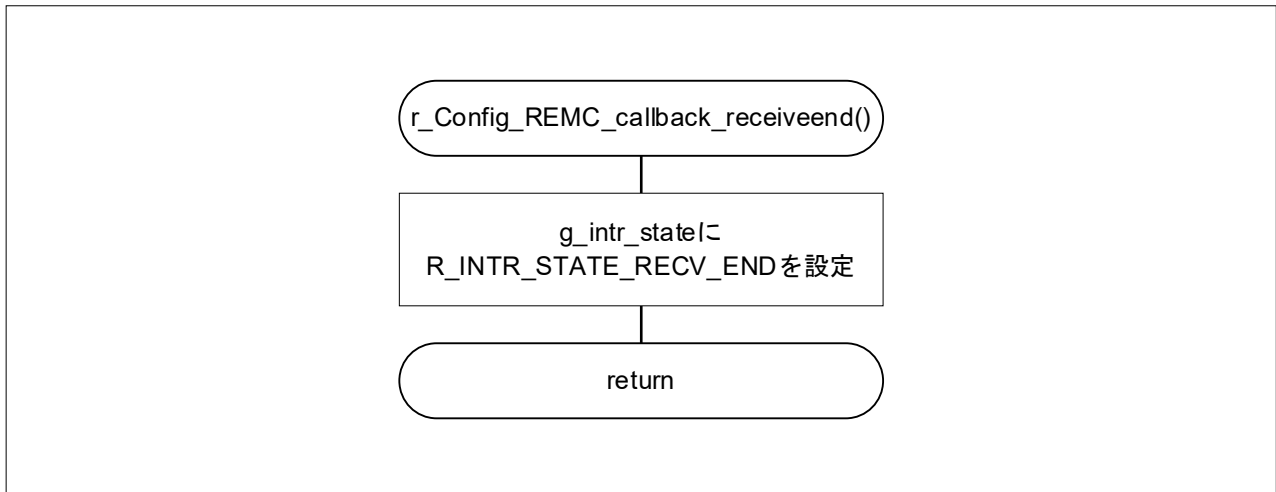 r_Config_REMC_callback_receiveend()
g_intr_stateに
R_INTR_STATE_RECV_ENDを設定
return